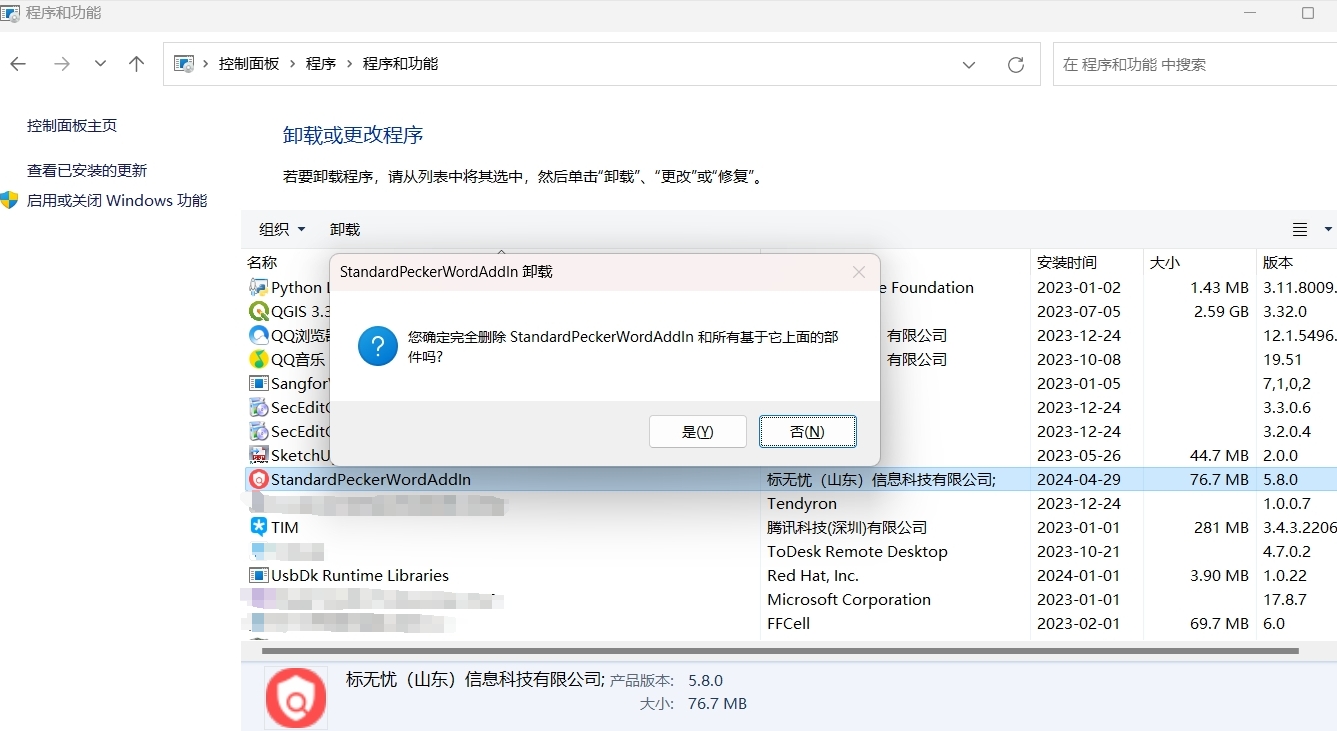 程序和功能
控制面板 › 程序 › 程序和功能
在 程序和功能 中搜索
控制面板主页
查看已安装的更新
启用或关闭 Windows 功能
卸载或更改程序
若要卸载程序，请从列表中将其选中，然后单击“卸载”、“更改”或“修复”。
组织 卸载
名称 安装时间 大小 版本
StandardPeckerWordAddIn 卸载
您确定完全删除 StandardPeckerWordAddIn 和所有基于它上面的部
件吗?
是(Y) 否(N)
Python e Foundation 2023-01-02 1.43 MB 3.11.8009.
QGIS 3.3 2023-07-05 2.59 GB 3.32.0
QQ浏览 有限公司 2023-12-24 12.1.5496.
QQ音乐 有限公司 2023-10-08 19.51
Sangfor 2023-01-05 7,1,0,2
SecEdit 2023-12-24 3.3.0.6
SecEdit 2023-12-24 3.2.0.4
SketchU 2023-05-26 44.7 MB 2.0.0
StandardPeckerWordAddIn 标无忧（山东）信息科技有限公司; 2024-04-29 76.7 MB 5.8.0
Tendyron 2023-12-24 1.0.0.7
TIM 腾讯科技(深圳)有限公司 2023-01-01 281 MB 3.4.3.2206
ToDesk Remote Desktop 2023-10-21 4.7.0.2
UsbDk Runtime Libraries Red Hat, Inc. 2024-01-01 3.90 MB 1.0.22
Microsoft Corporation 2023-01-01 17.8.7
FFCell 2023-02-01 69.7 MB 6.0
标无忧（山东）信息科技有限公司; 产品版本: 5.8.0
大小: 76.7 MB